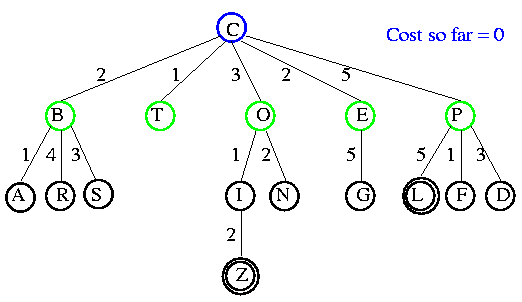 C
Cost so far = 0
2 1 3 2 5
B T O E P
1 4 3 1 2 5 5 1 3
A R S I N G L F D
2
Z